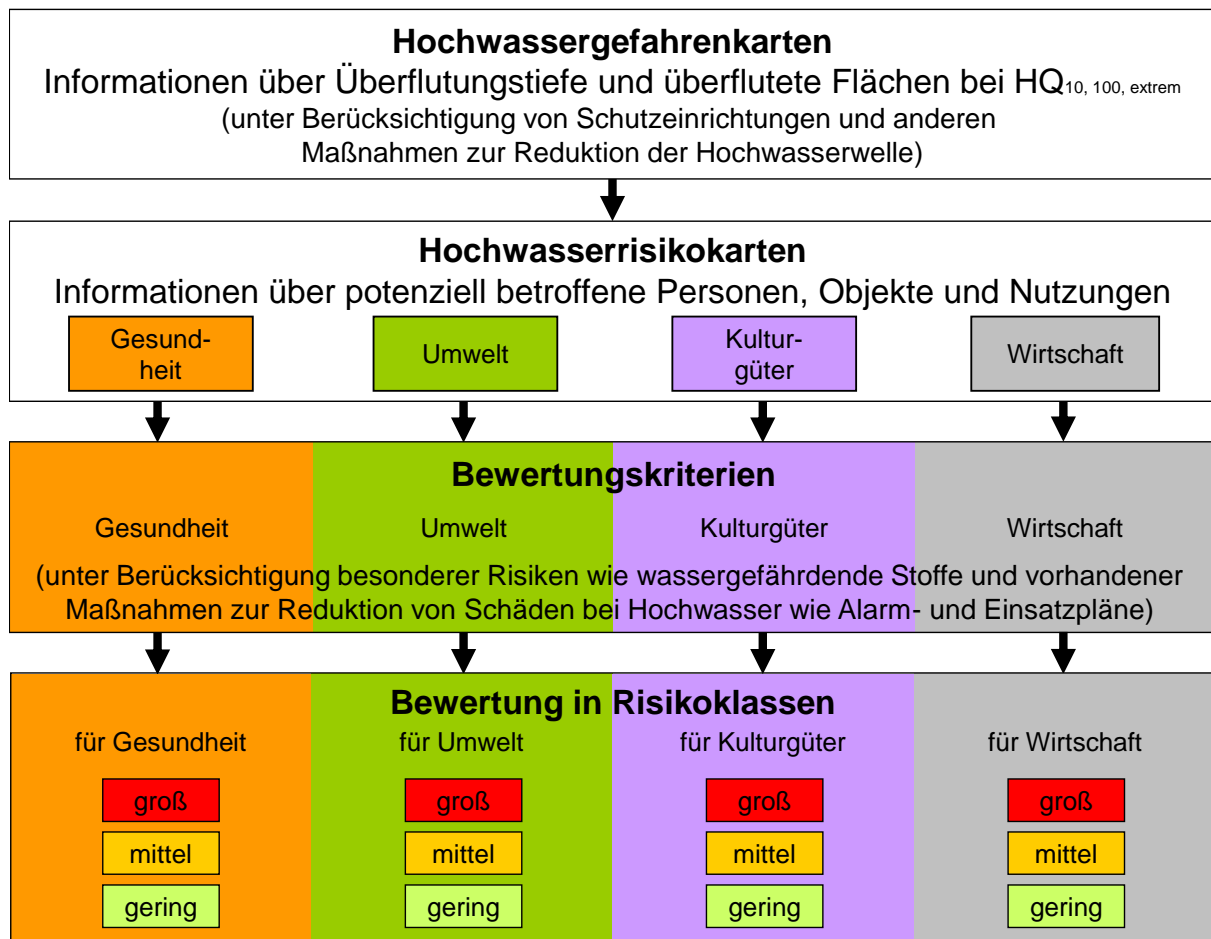 Hochwassergefahrenkarten
Informationen über Überflutungstiefe und überflutete Flächen bei HQ10, 100, extrem
(unter Berücksichtigung von Schutzeinrichtungen und anderen
Maßnahmen zur Reduktion der Hochwasserwelle)
Hochwasserrisikokarten
Informationen über potenziell betroffene Personen, Objekte und Nutzungen
Gesund-
heit
Umwelt
Kultur-
güter
Wirtschaft
Bewertungskriterien
Gesundheit
Umwelt
Kulturgüter
Wirtschaft
(unter Berücksichtigung besonderer Risiken wie wassergefährdende Stoffe und vorhandener
Maßnahmen zur Reduktion von Schäden bei Hochwasser wie Alarm- und Einsatzpläne)
Bewertung in Risikoklassen
für Gesundheit
für Umwelt
für Kulturgüter
für Wirtschaft
groß
groß
groß
groß
mittel
mittel
mittel
mittel
gering
gering
gering
gering